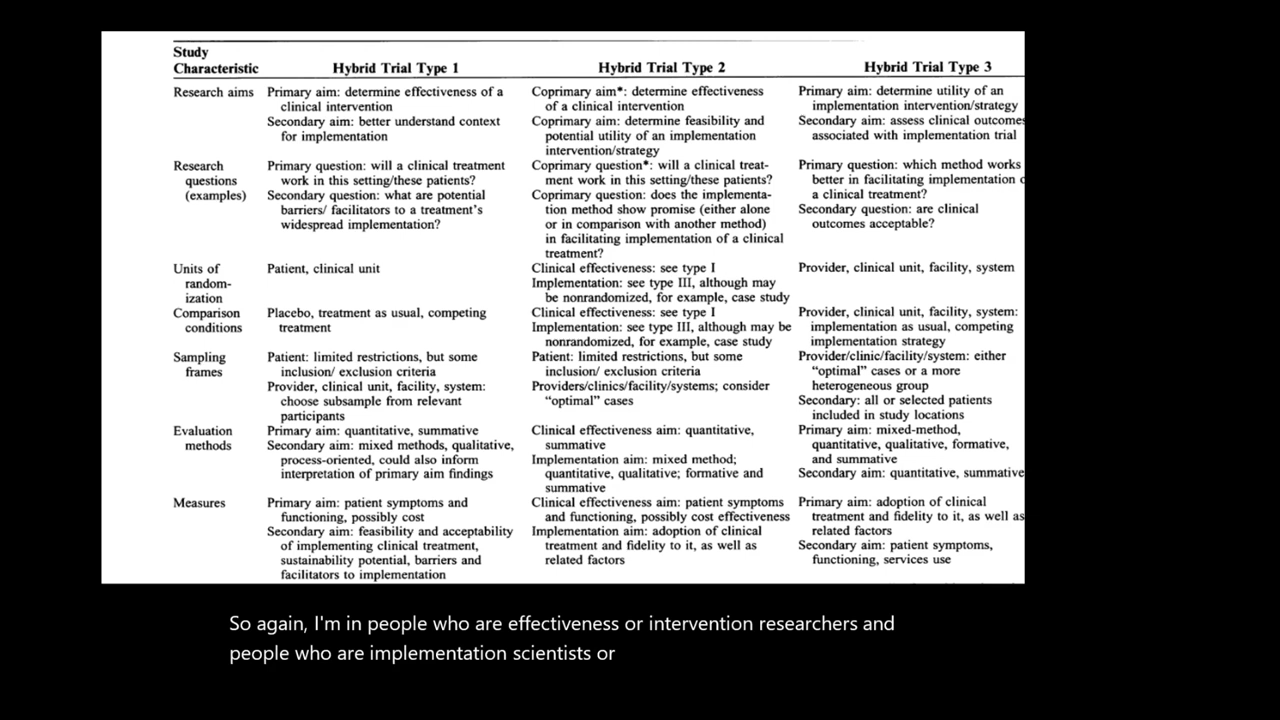 Study
Characteristic
Hybrid Trial Type 1
Hybrid Trial Type 2
Hybrid Trial Type 3
Research aims
Primary aim: determine effectiveness of a
clinical intervention
Secondary aim: better understand context
for implementation
Coprimary aim*: determine effectiveness
of a clinical intervention
Coprimary aim: determine feasibility and
potential utility of an implementation
intervention/strategy
Primary aim: determine utility of an
implementation intervention/strategy
Secondary aim: assess clinical outcomes
associated with implementation trial
Research
questions
(examples)
Primary question: will a clinical treatment
work in this setting/these patients?
Secondary question: what are potential
barriers/ facilitators to a treatment's
widespread implementation?
Coprimary question*: will a clinical treat-
ment work in this setting/these patients?
Coprimary question: does the implementa-
tion method show promise (either alone
or in comparison with another method)
in facilitating implementation of a clinical
treatment?
Primary question: which method works
better in facilitating implementation o
a clinical treatment?
Secondary question: are clinical
outcomes acceptable?
Units of
random-
ization
Patient, clinical unit
Clinical effectiveness: see type I
Implementation: see type III, although may
be nonrandomized, for example, case study
Provider, clinical unit, facility, system
Comparison
conditions
Placebo, treatment as usual, competing
treatment
Clinical effectiveness: see type I
Implementation: see type III, although may be
nonrandomized, for example, case study
Provider, clinical unit, facility, system:
implementation as usual, competing
implementation strategy
Sampling
frames
Patient: limited restrictions, but some
inclusion/ exclusion criteria
Provider, clinical unit, facility, system:
choose subsample from relevant
participants
Patient: limited restrictions, but some
inclusion/ exclusion criteria
Providers/clinics/facility/systems; consider
“optimal” cases
Provider/clinic/facility/system: either
“optimal” cases or a more
heterogeneous group
Secondary: all or selected patients
included in study locations
Evaluation
methods
Primary aim: quantitative, summative
Secondary aim: mixed methods, qualitative,
process-oriented, could also inform
interpretation of primary aim findings
Clinical effectiveness aim: quantitative,
summative
Implementation aim: mixed method;
quantitative, qualitative; formative and
summative
Primary aim: mixed-method,
quantitative, qualitative, formative,
and summative
Secondary aim: quantitative, summative
Measures
Primary aim: patient symptoms and
functioning, possibly cost
Secondary aim: feasibility and acceptability
of implementing clinical treatment,
sustainability potential, barriers and
facilitators to implementation
Clinical effectiveness aim: patient symptoms
and functioning, possibly cost effectiveness
Implementation aim: adoption of clinical
treatment and fidelity to it, as well as
related factors
Primary aim: adoption of clinical
treatment and fidelity to it, as well as
related factors
Secondary aim: patient symptoms,
functioning, services use
So again, I'm in people who are effectiveness or intervention researchers and
people who are implementation scientists or